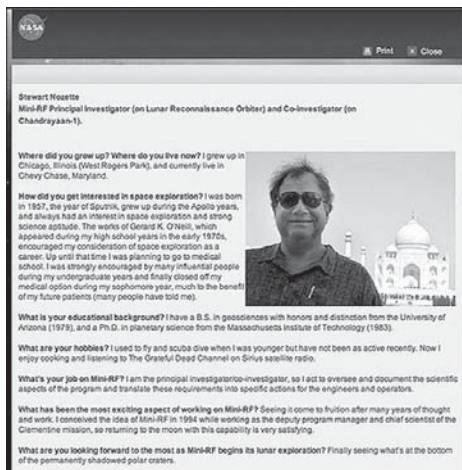 NASA
Print Close
Stewart Nozette
Mini-RF Principal Investigator (on Lunar Reconnaissance Orbiter) and Co-investigator (on
Chandrayaan-1).
Where did you grow up? Where do you live now? I grew up in
Chicago, Illinois (West Rogers Park), and currently live in
Chevy Chase, Maryland.
How did you get interested in space exploration? I was born
in 1957, the year of Sputnik, grew up during the Apollo years,
and always had an interest in space exploration and strong
science aptitude. The works of Gerard K. O'Neill, which
appeared during my high school years in the early 1970s,
encouraged my consideration of space exploration as a
career. Up until that time I was planning to go to medical
school. I was strongly encouraged by many influential people
during my undergraduate years and finally closed off my
medical option during my sophomore year, much to the benefit
of my future patients (many people have told me).
What is your educational background? I have a B.S. in geosciences with honors and distinction from the University of
Arizona (1979), and a Ph.D. in planetary science from the Massachusetts Institute of Technology (1983).
What are your hobbies? I used to fly and scuba dive when I was younger but have not been as active recently. Now I
enjoy cooking and listening to The Grateful Dead Channel on Sirius satellite radio.
What's your job on Mini-RF? I am the principal investigator/co-investigator, so I act to oversee and document the scientific
aspects of the program and translate these requirements into specific actions for the engineers and operators.
What has been the most exciting aspect of working on Mini-RF? Seeing it come to fruition after many years of thought
and work. I conceived the idea of Mini-RF in 1994 while working as the deputy program manager and chief scientist of the
Clementine mission, so returning to the moon with this capability is very satisfying.
What are you looking forward to the most as Mini-RF begins its lunar exploration? Finally seeing what's at the bottom
of the permanently shadowed polar craters.